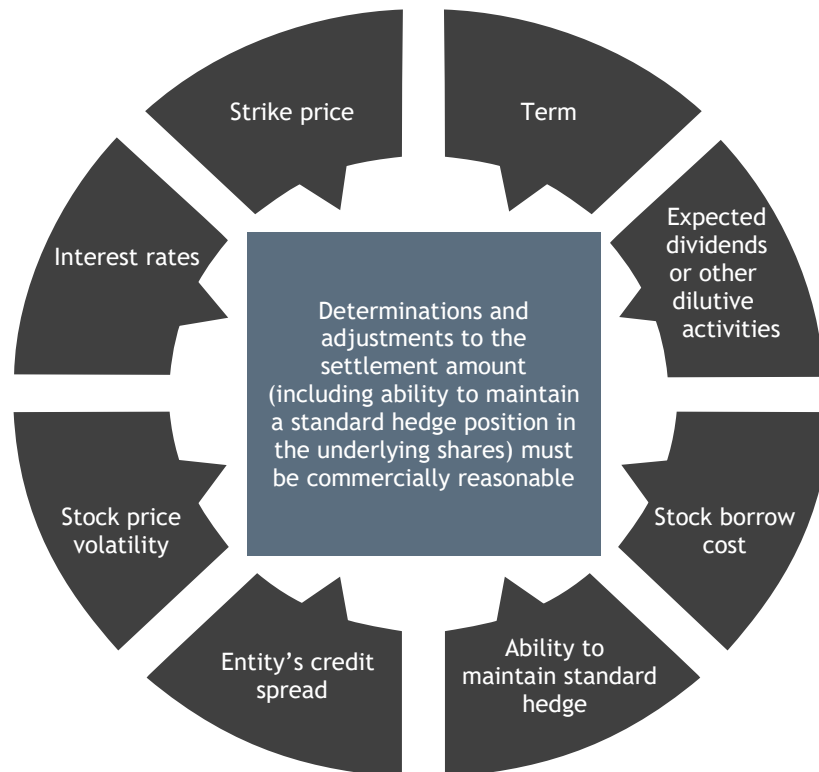 Strike price
Term
Expected
dividends
or other
dilutive
activities
Stock borrow
cost
Ability to
maintain standard
hedge
Entity’s credit
spread
Stock price
volatility
Interest rates
Determinations and
adjustments to the
settlement amount
(including ability to maintain
a standard hedge position in
the underlying shares) must
be commercially reasonable